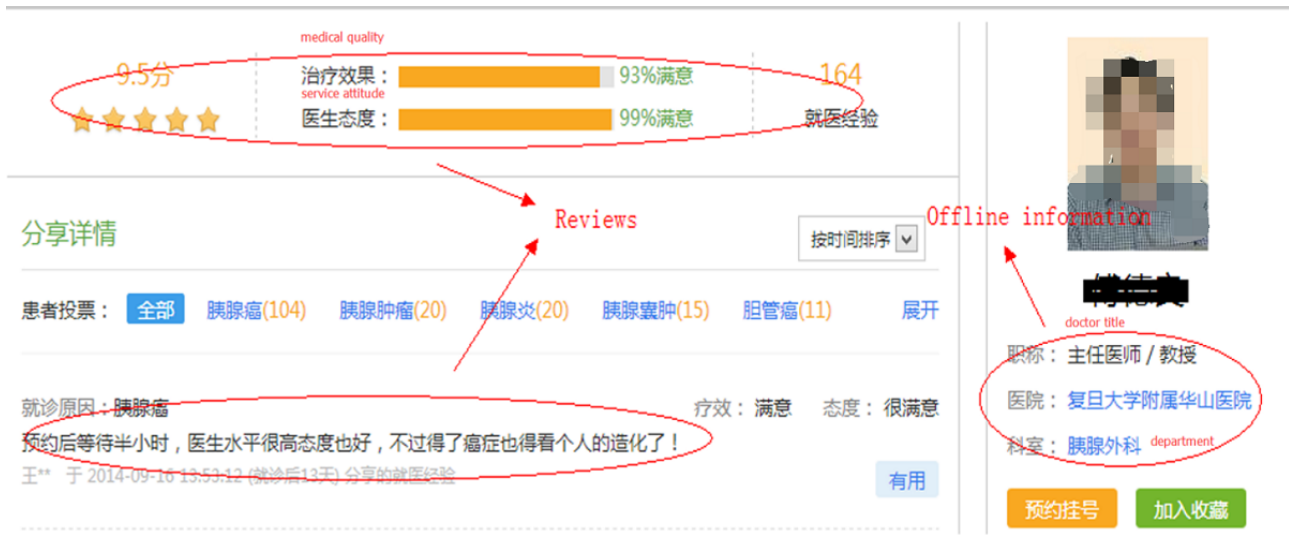 medical quality
9.5分
治疗效果：
93%满意
164
service attitude
医生态度：
99%满意
就医经验
Reviews
Offline information
分享详情
按时间排序
患者投票：
全部
胰腺癌(104)
胰腺肿瘤(20)
胰腺炎(20)
胰腺囊肿(15)
胆管癌(11)
展开
就诊原因：胰腺癌
疗效：满意
态度：很满意
预约后等待半小时，医生水平很高态度也好，不过得了癌症也得看个人的造化了！
王** 于 2014-09-16 13:53:12 (就诊后13天) 分享的就医经验
有用
doctor title
职称：主任医师 / 教授
医院：复旦大学附属华山医院
科室：胰腺外科
department
预约挂号
加入收藏